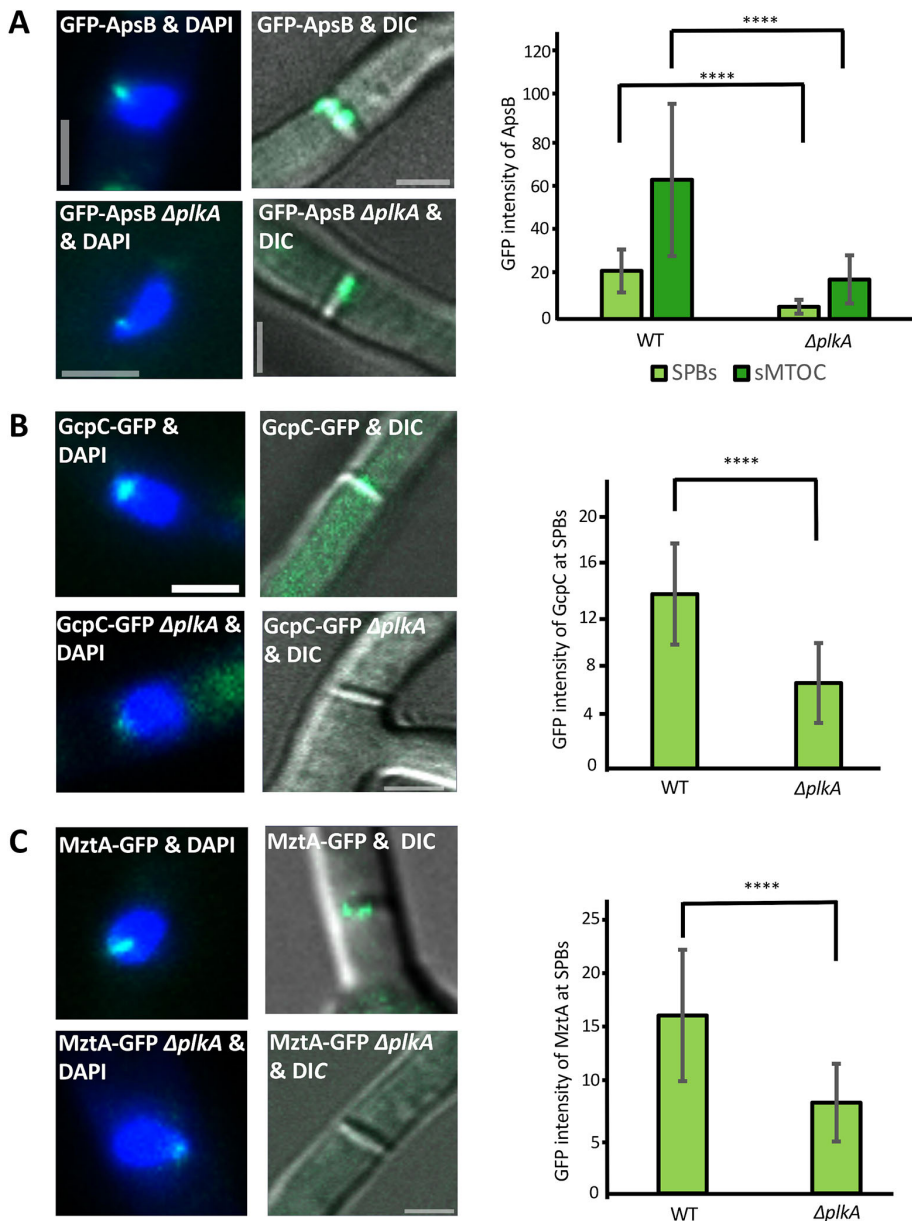 A
GFP-ApsB & DAPI
GFP-ApsB & DIC
GFP-ApsB ΔplkA
& DAPI
GFP-ApsB ΔplkA &
DIC
GFP intensity of ApsB
120
100
80
60
40
20
0
****
****
WT
ΔplkA
SPBs
sMTOC
B
GcpC-GFP &
DAPI
GcpC-GFP & DIC
GcpC-GFP ΔplkA &
DAPI
GcpC-GFP ΔplkA
& DIC
GFP intensity of GcpC at SPBs
20
16
12
8
4
0
****
WT
ΔplkA
C
MztA-GFP & DAPI
MztA-GFP & DIC
MztA-GFP ΔplkA &
DAPI
MztA-GFP ΔplkA
& DIC
GFP intensity of MztA at SPBs
25
20
15
10
5
0
****
WT
ΔplkA